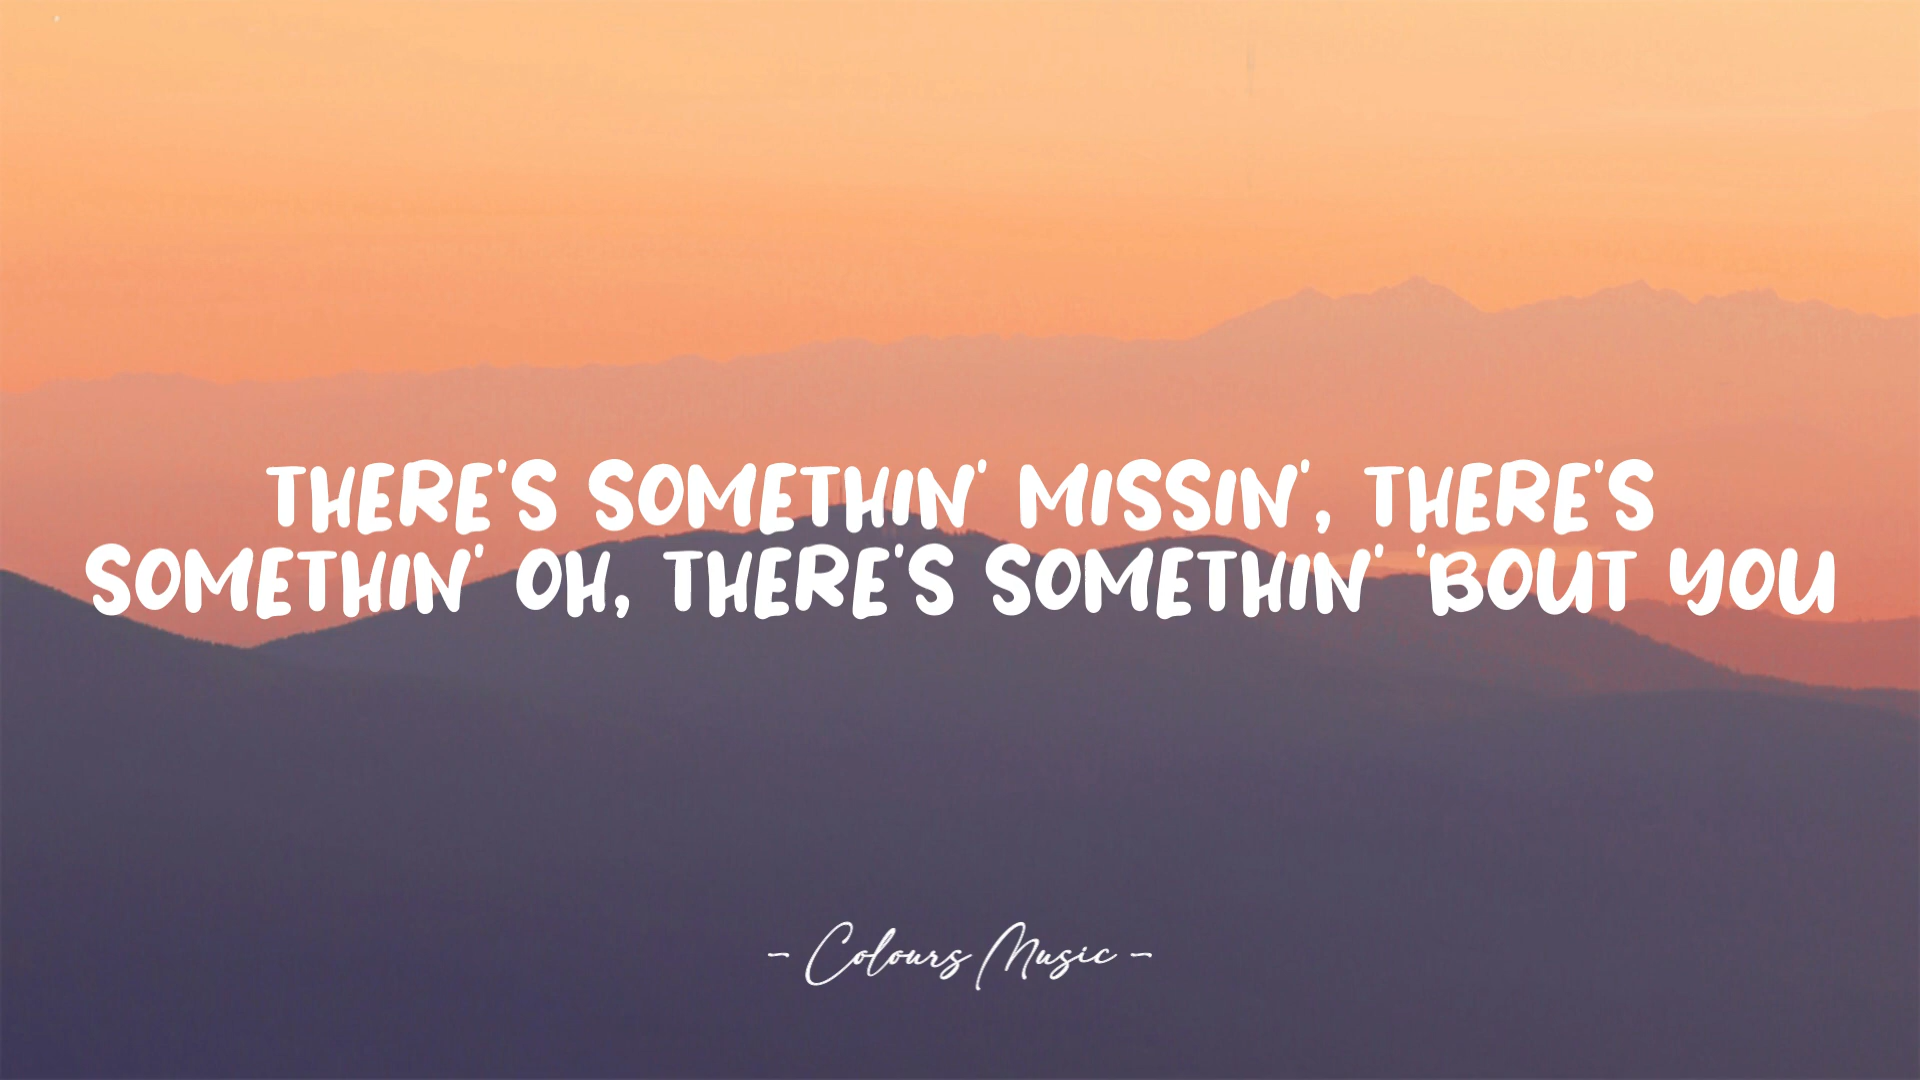 THERE'S SOMETHIN' MISSIN', THERE'S
SOMETHIN' OH, THERE'S SOMETHIN' 'BOUT YOU
- Colours Music -